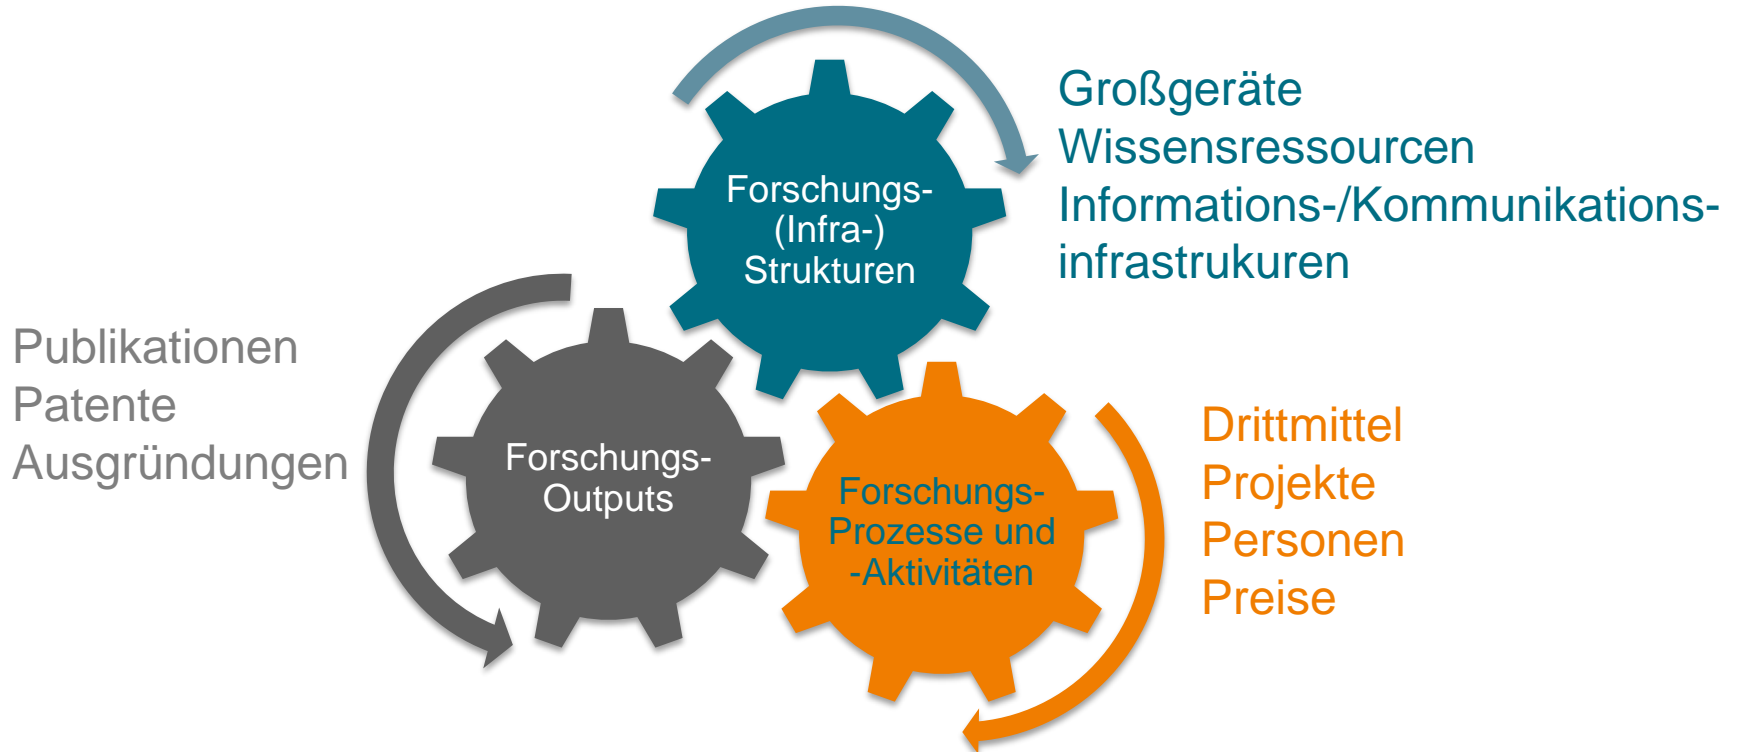 Forschungs-
(Infra-)
Strukturen
Großgeräte
Wissensressourcen
Informations-/Kommunikations-
infrastrukuren
Publikationen
Patente
Ausgründungen
Forschungs-
Outputs
Forschungs-
Prozesse und
-Aktivitäten
Drittmittel
Projekte
Personen
Preise